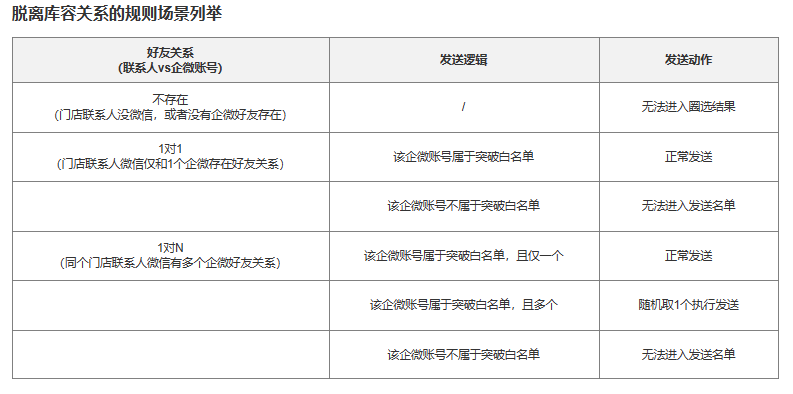 脱离库容关系的规则场景列举
好友关系
（联系人vs企微账号）
发送逻辑
发送动作
不存在
（门店联系人没微信，或者没有企微好友存在）
/
无法进入圈选结果
1对1
（门店联系人微信仅和1个企微存在好友关系）
该企微账号属于突破白名单
正常发送
该企微账号不属于突破白名单
无法进入发送名单
1对N
（同个门店联系人微信有多个企微好友关系）
该企微账号属于突破白名单，且仅一个
正常发送
该企微账号属于突破白名单，且多个
随机取1个执行发送
该企微账号不属于突破白名单
无法进入发送名单